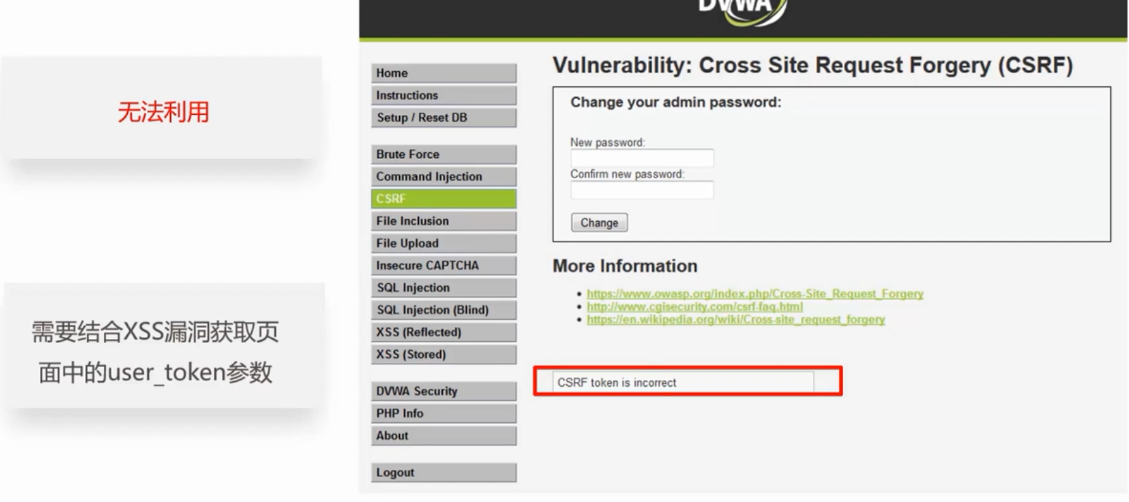 无法利用
需要结合XSS漏洞获取页
面中的user_token参数
DVWA
Home
Instructions
Setup / Reset DB
Brute Force
Command Injection
CSRF
File Inclusion
File Upload
Insecure CAPTCHA
SQL Injection
SQL Injection (Blind)
XSS (Reflected)
XSS (Stored)
DVWA Security
PHP Info
About
Logout
Vulnerability: Cross Site Request Forgery (CSRF)
Change your admin password:
New password:
Confirm new password:
Change
More Information
https://www.owasp.org/index.php/Cross-Site_Request_Forgery
http://www.cgisecurity.com/csrf-faq.html
https://en.wikipedia.org/wiki/Cross-site_request_forgery
CSRF token is incorrect